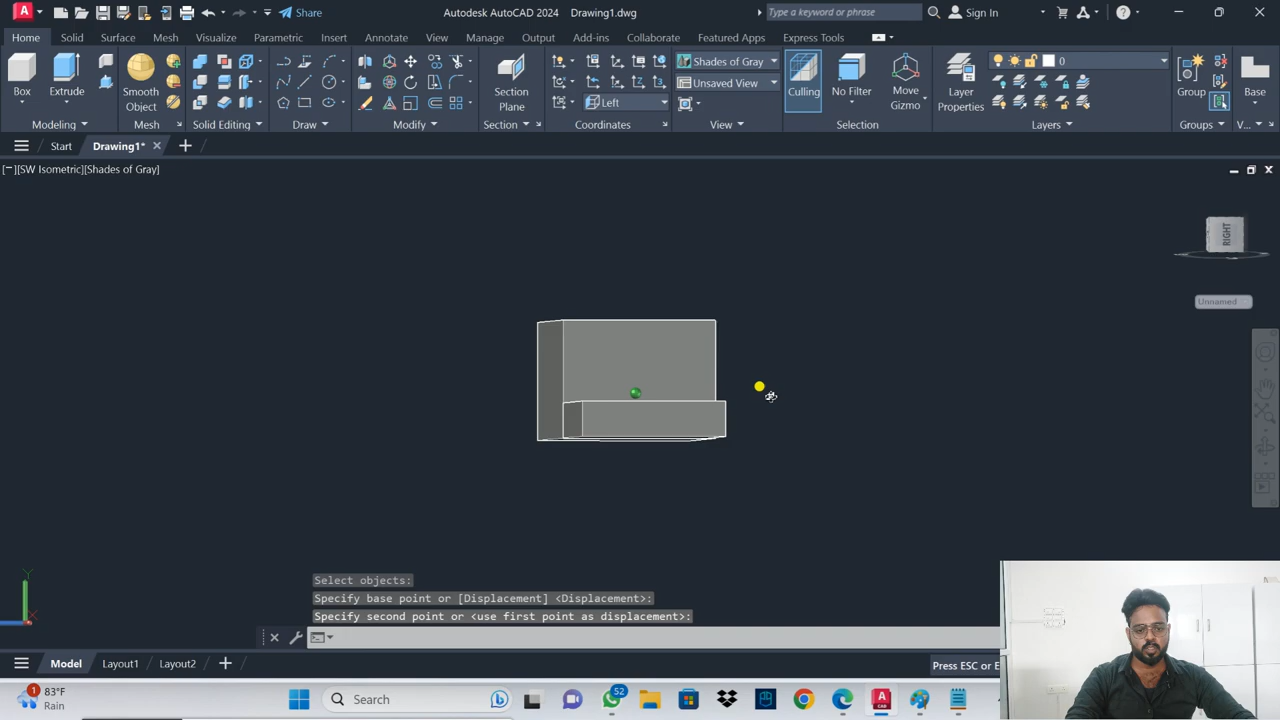 Share
Autodesk AutoCAD 2024 Drawing1.dwg
Type a keyword or phrase
Sign In
Home Solid Surface Mesh Visualize Parametric Insert Annotate View Manage Output Add-ins Collaborate Featured Apps Express Tools
Box
Extrude
Smooth
Object
Section
Plane
Left
Shades of Gray
Unsaved View
Culling
No Filter
Move
Gizmo
Layer
Properties
0
Group
Base
Modeling Mesh Solid Editing Draw Modify Section Coordinates View Selection Layers Groups V...
Start Drawing1*
[−][SW Isometric][Shades of Gray]
RIGHT
Unnamed
Select objects:
Specify base point or [Displacement] <Displacement>:
Specify second point or <use first point as displacement>:
Y
X
Model Layout1 Layout2
Press ESC or E
1
83°F
Rain
Search
52
CAD